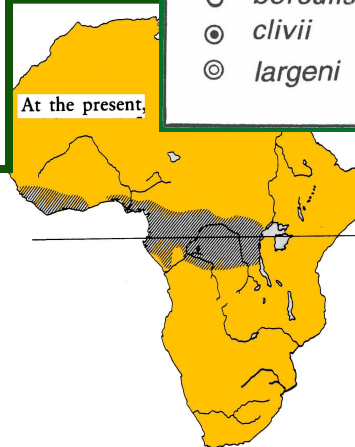 clivii
largeni
At the present,